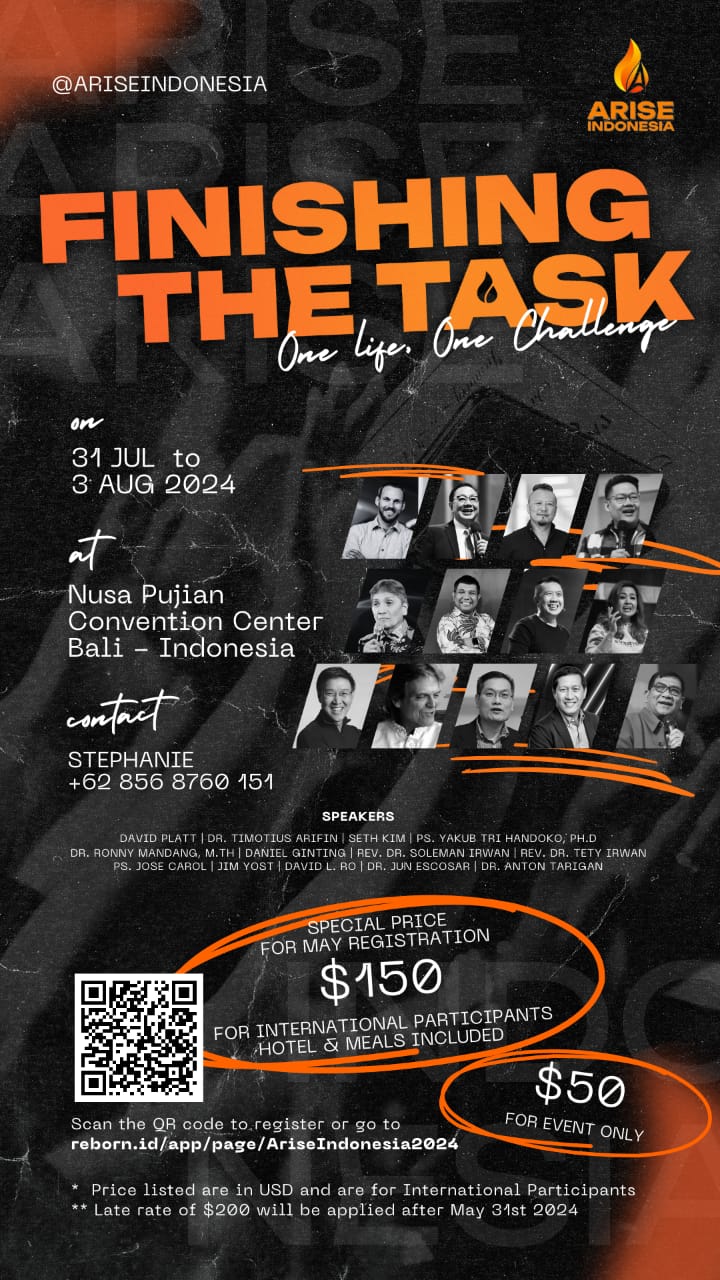 @ARISEINDONESIA
ARISE
INDONESIA
FINISHING
THE TASK
One life. One Challenge
on
31 JUL to
3 AUG 2024
at
Nusa Pujian
Convention Center
Bali - Indonesia
contact
STEPHANIE
+62 856 8760 151
SPEAKERS
DAVID PLATT | DR. TIMOTIUS ARIFIN | SETH KIM | PS. YAKUB TRI HANDOKO, PH.D
DR. RONNY MANDANG, M.TH | DANIEL GINTING | REV. DR. SOLEMAN IRWAN | REV. DR. TETY IRWAN
PS. JOSE CAROL | JIM YOST | DAVID L. RO | DR. JUN ESCOSAR | DR. ANTON TARIGAN
SPECIAL PRICE
FOR MAY REGISTRATION
$150
FOR INTERNATIONAL PARTICIPANTS
HOTEL & MEALS INCLUDED
$50
FOR EVENT ONLY
Scan the QR code to register or go to
reborn.id/app/page/AriseIndonesia2024
* Price listed are in USD and are for International Participants
** Late rate of $200 will be applied after May 31st 2024